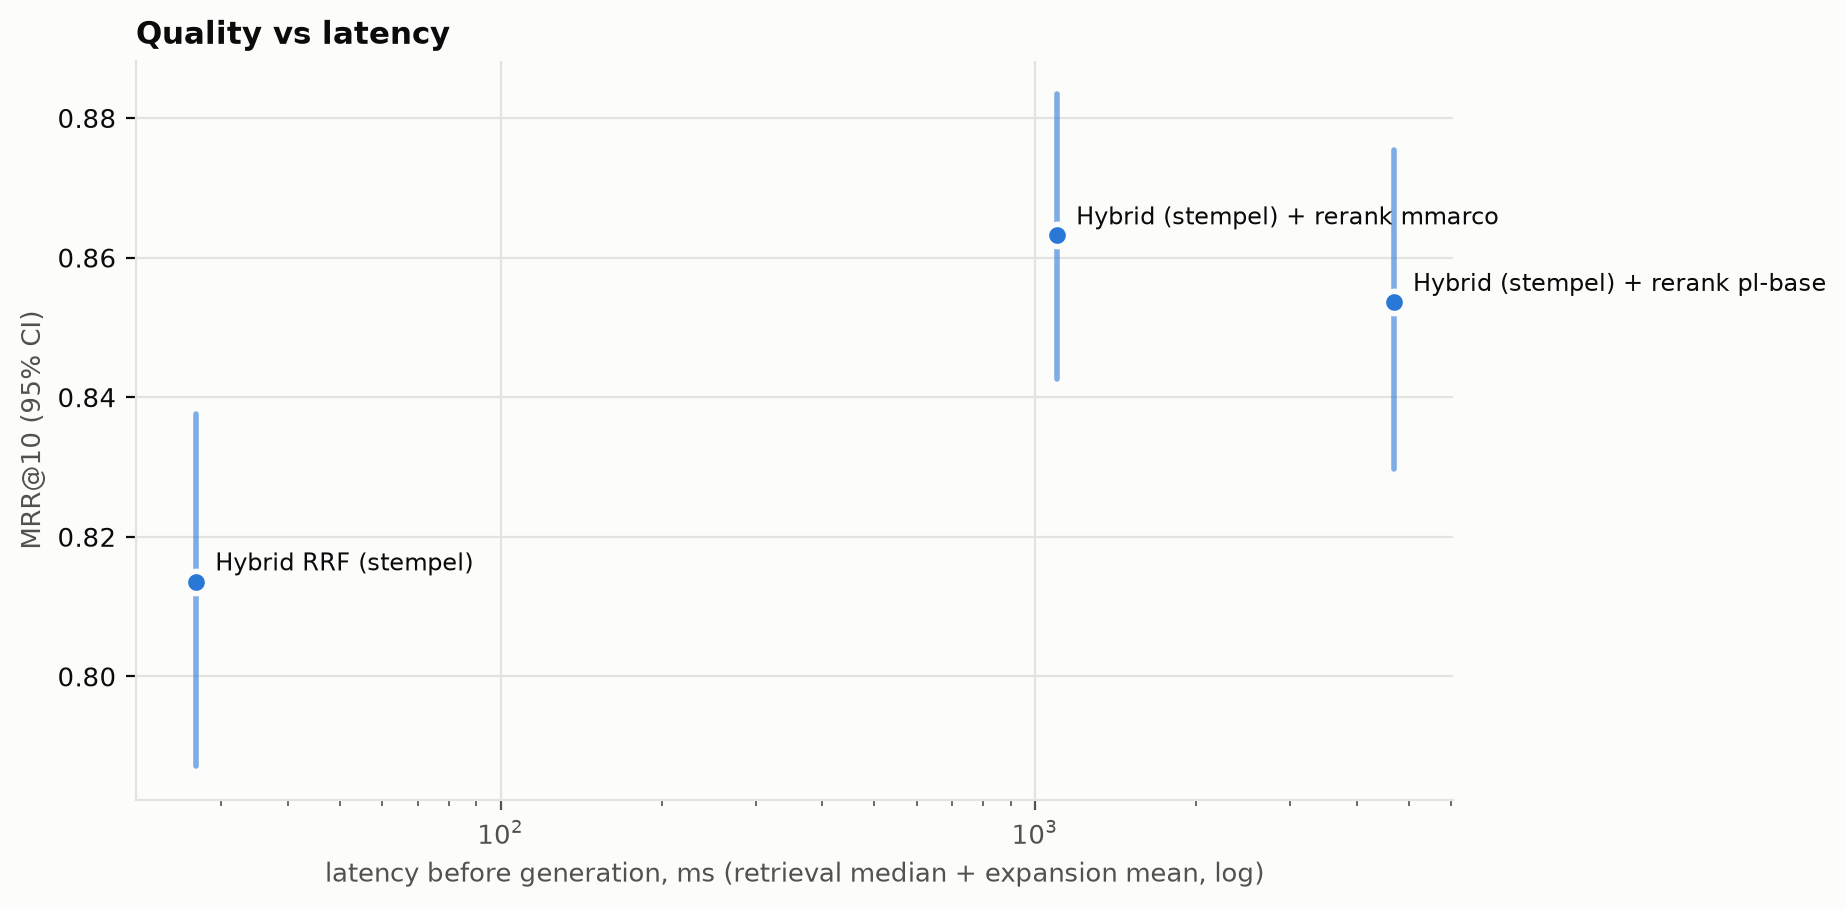 Quality vs latency
0.88
0.86
0.84
0.82
0.80
MRR@10 (95% CI)
Hybrid (stempel) + rerank mmarco
Hybrid (stempel) + rerank pl-base
Hybrid RRF (stempel)
10²
10³
latency before generation, ms (retrieval median + expansion mean, log)